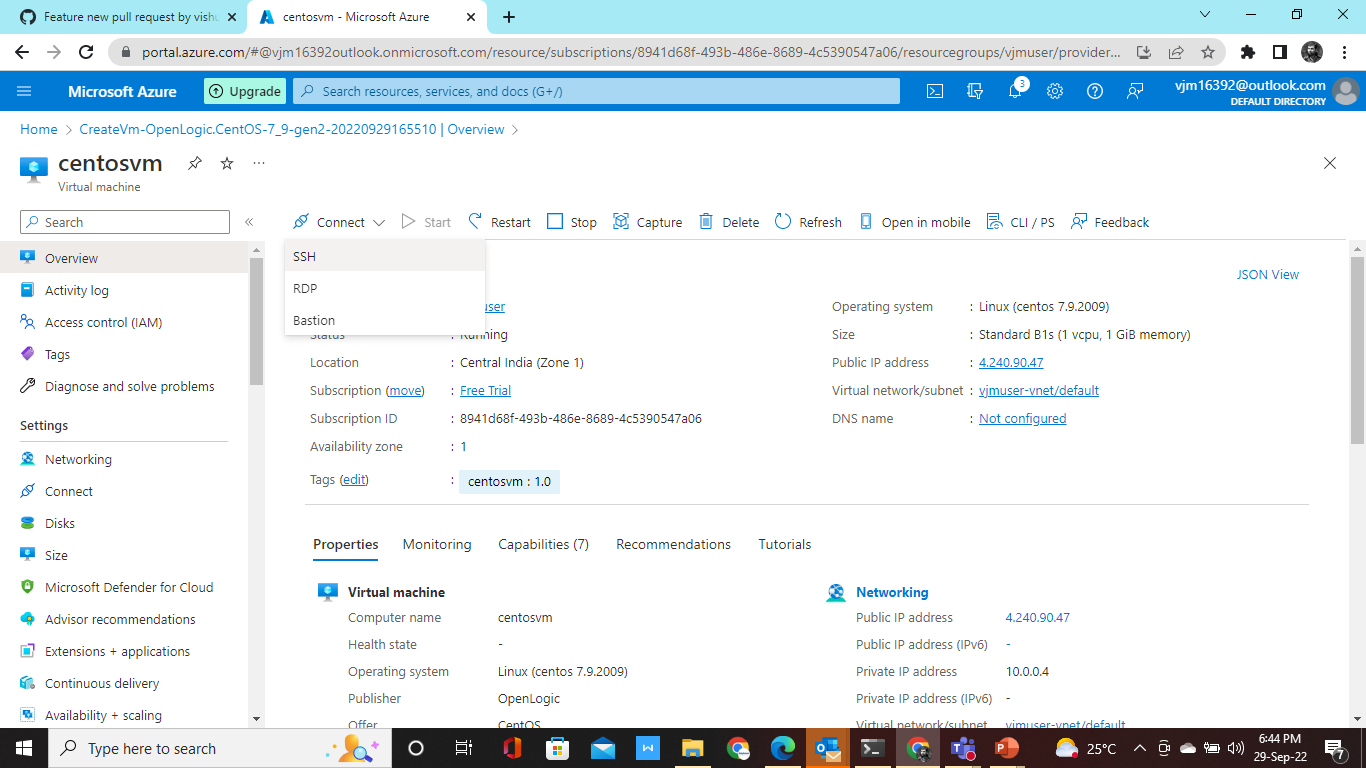 Feature new pull request by vishu
centosvm - Microsoft Azure
portal.azure.com/#@vjm16392outlook.onmicrosoft.com/resource/subscriptions/8941d68f-493b-486e-8689-4c5390547a06/resourcegroups/vjmuser/provider...
Microsoft Azure
Upgrade
Search resources, services, and docs (G+/)
3
vjm16392@outlook.com
DEFAULT DIRECTORY
Home > CreateVm-OpenLogic.CentOS-7_9-gen2-20220929165510 | Overview >
centosvm
Virtual machine
Search
Connect
Start
Restart
Stop
Capture
Delete
Refresh
Open in mobile
CLI / PS
Feedback
Overview
Activity log
Access control (IAM)
Tags
Diagnose and solve problems
Settings
Networking
Connect
Disks
Size
Microsoft Defender for Cloud
Advisor recommendations
Extensions + applications
Continuous delivery
Availability + scaling
SSH
RDP
Bastion
JSON View
user
Status : Running
Location : Central India (Zone 1)
Subscription (move) : Free Trial
Subscription ID : 8941d68f-493b-486e-8689-4c5390547a06
Availability zone : 1
Tags (edit) : centosvm : 1.0
Operating system : Linux (centos 7.9.2009)
Size : Standard B1s (1 vcpu, 1 GiB memory)
Public IP address : 4.240.90.47
Virtual network/subnet : vjmuser-vnet/default
DNS name : Not configured
Properties
Monitoring
Capabilities (7)
Recommendations
Tutorials
Virtual machine
Computer name centosvm
Health state -
Operating system Linux (centos 7.9.2009)
Publisher OpenLogic
Offer CentOS
Networking
Public IP address 4.240.90.47
Public IP address (IPv6) -
Private IP address 10.0.0.4
Private IP address (IPv6) -
Virtual network/subnet vjmuser-vnet/default
Type here to search
25°C
6:44 PM
29-Sep-22
7